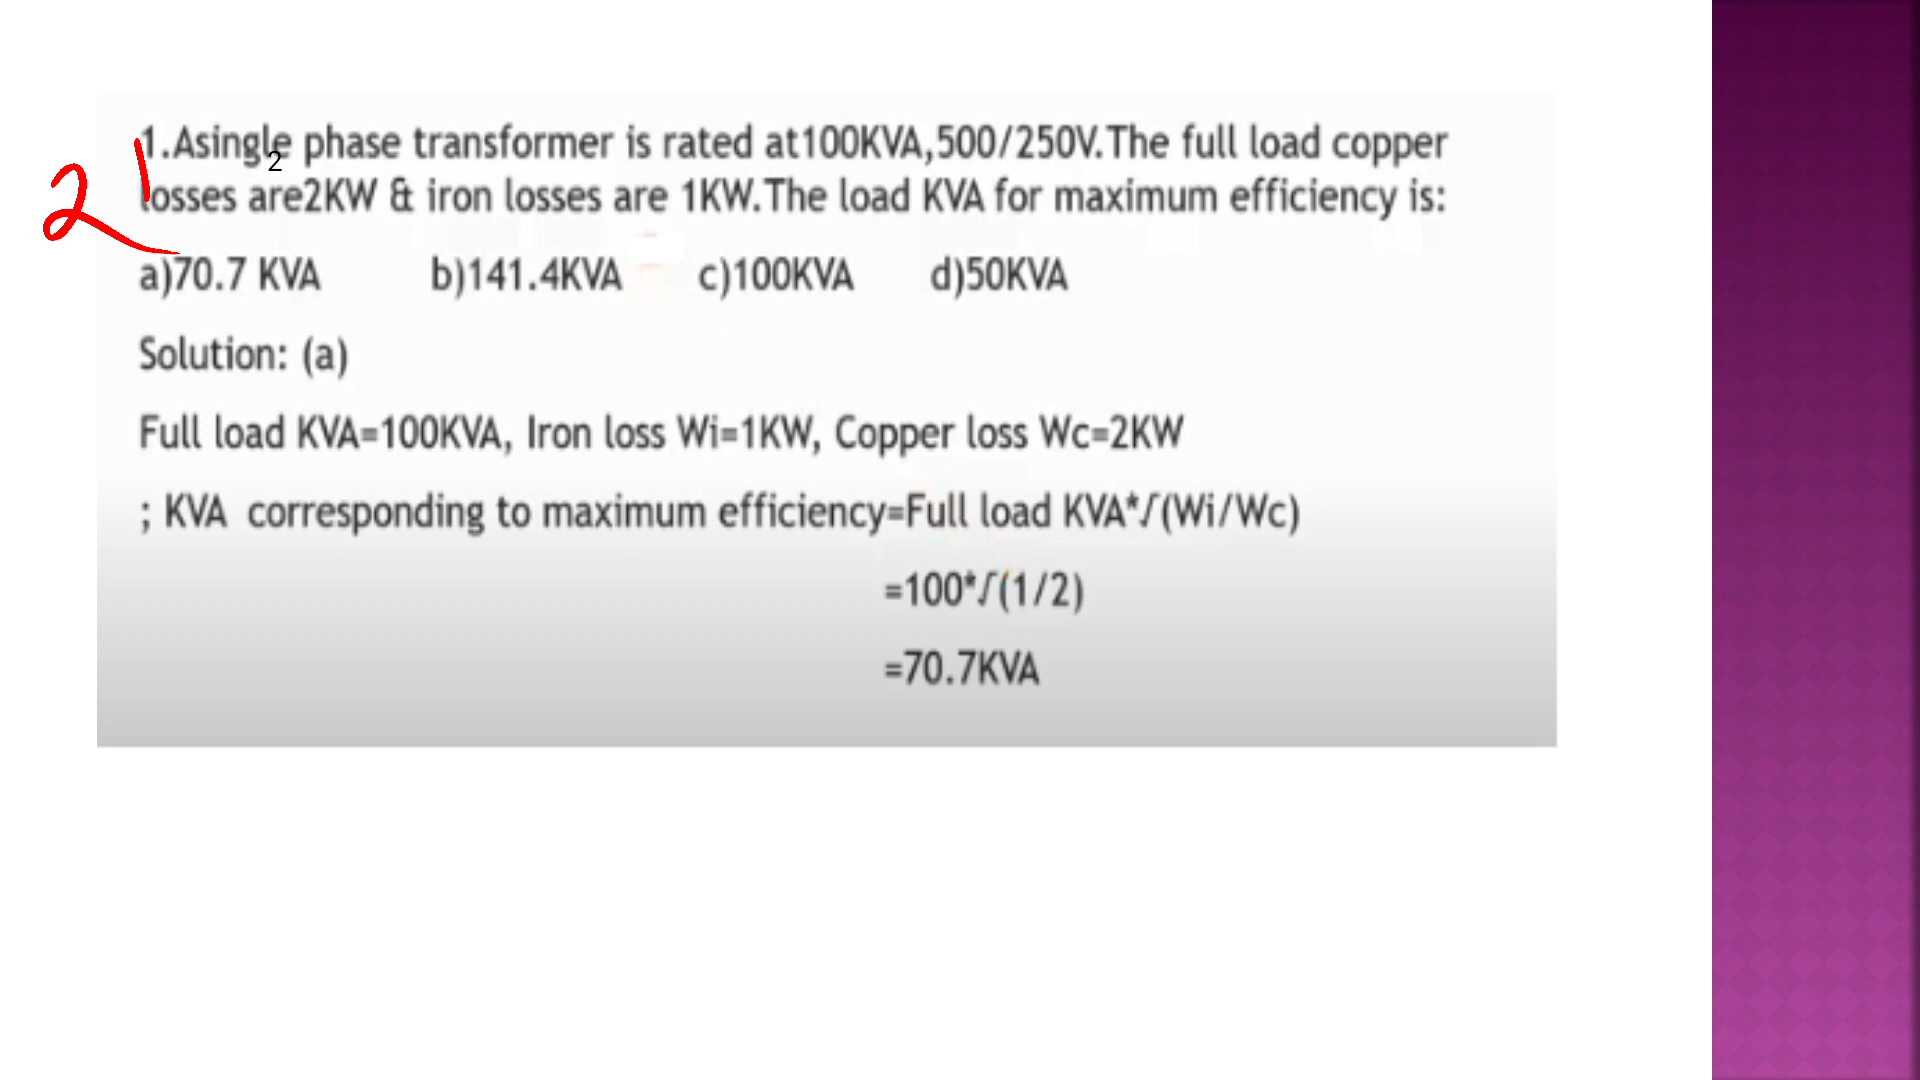 2
1.Asingle phase transformer is rated at100KVA,500/250V.The full load copper
2
losses are2KW & iron losses are 1KW.The load KVA for maximum efficiency is:
a)70.7 KVA b)141.4KVA c)100KVA d)50KVA
Solution: (a)
Full load KVA=100KVA, Iron loss Wi=1KW, Copper loss Wc=2KW
; KVA corresponding to maximum efficiency=Full load KVA*∫(Wi/Wc)
=100*∫(1/2)
=70.7KVA